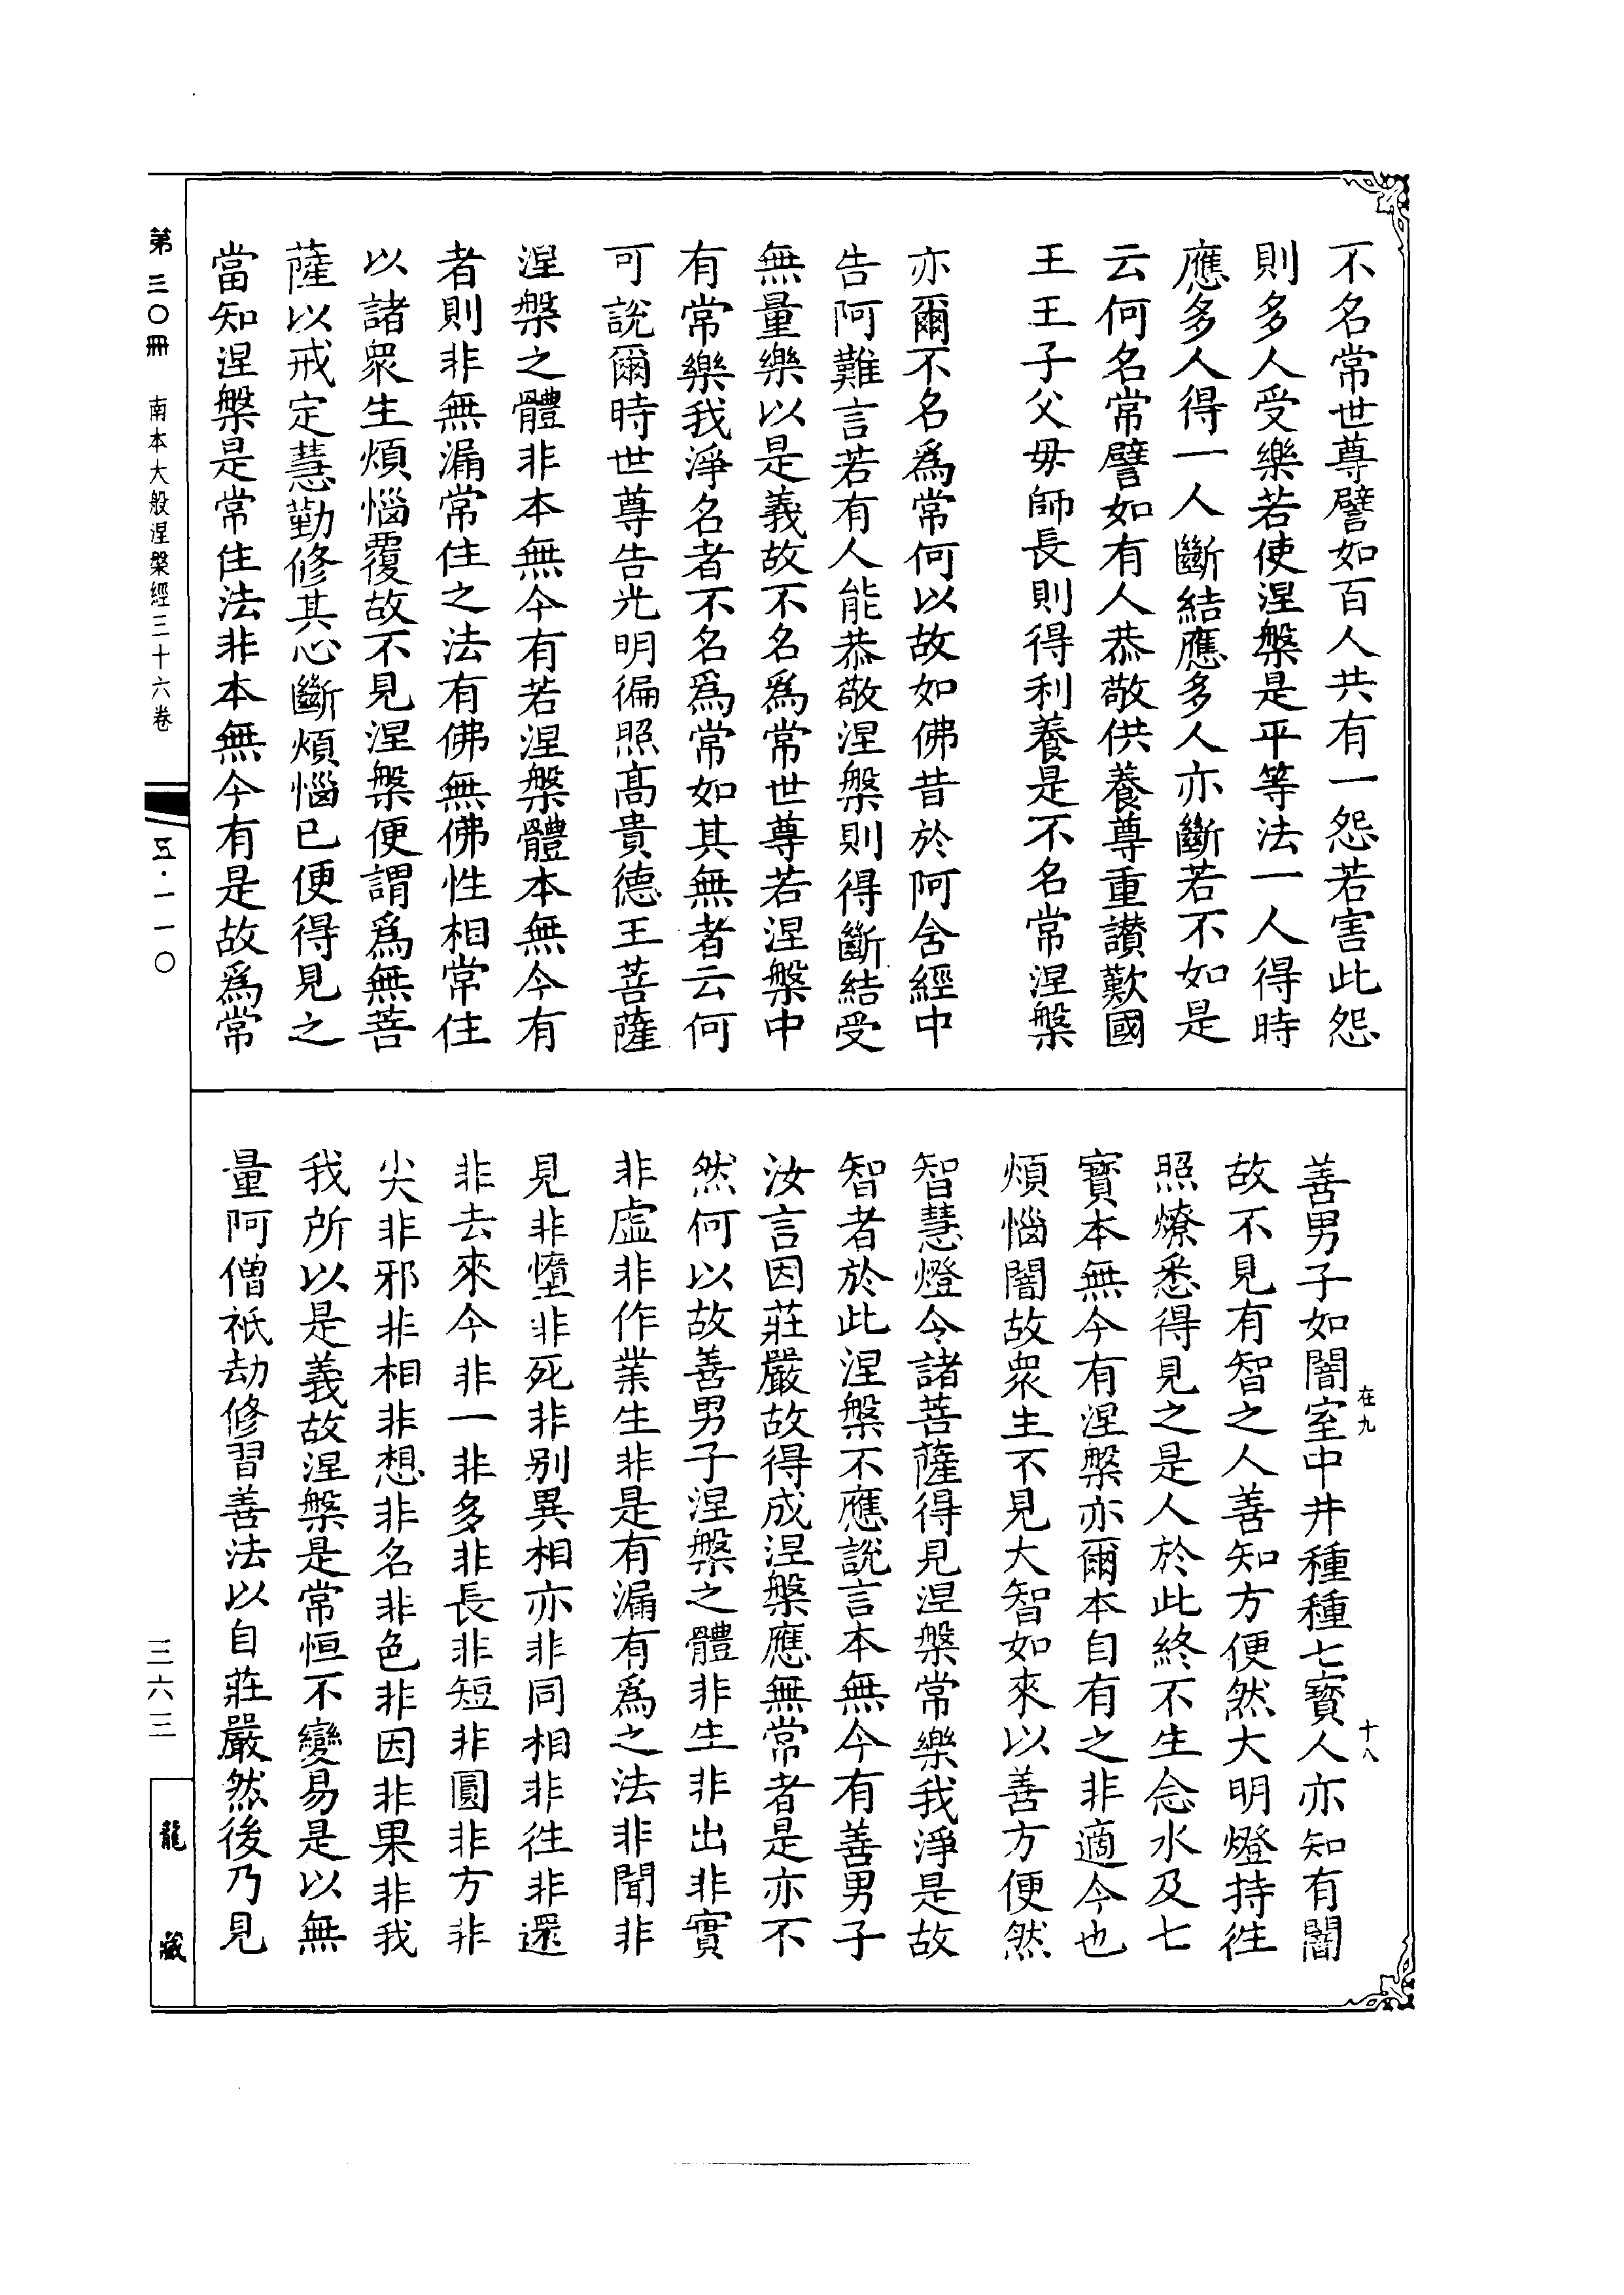 不名常世尊譬如百人共有一怨若害此怨
則多人受樂若使涅槃是平等法一人得時
應多人得一人斷結應多人亦斷若不如是
云何名常譬如有人恭敬供養尊重讚歎國
王王子父母師長則得利養是不名常涅槃
亦爾不名爲常何以故如佛昔於阿含經中
告阿難言若有人能恭敬涅槃則得斷結受
無量樂以是義故不名爲常世尊若涅槃中
有常樂我淨名者不名爲常如其無者云何
可說爾時世尊告光明徧照高貴德王菩薩
涅槃之體非本無今有若涅槃體本無今有
者則非無漏常住之法有佛無佛性相常住
以諸衆生煩惱覆故不見涅槃便謂爲無菩
薩以戒定慧勤修其心斷煩惱已便得見之
當知涅槃是常住法非本無今有是故爲常
善男子如闇室中井種種七寶人亦知有闇
故不見有智之人善知方便然大明燈持往
照燎悉得見之是人於此終不生念水及七
寶本無今有涅槃亦爾本自有之非適今也
煩惱闇故衆生不見大智如來以善方便然
智慧燈令諸菩薩得見涅槃常樂我淨是故
智者於此涅槃不應說言本無今有善男子
汝言因莊嚴故得成涅槃應無常者是亦不
然何以故善男子涅槃之體非生非出非實
非虛非作業生非是有漏有爲之法非聞非
見非墮非死非别異相亦非同相非往非還
非去來今非一非多非長非短非圓非方非
尖非邪非相非想非名非色非因非果非我
我所以是義故涅槃是常恒不變易是以無
量阿僧祇劫修習善法以自莊嚴然後乃見
在九
十八
第三〇冊 南本大般涅槃經三十六卷
五·一一〇
三六三
龍藏